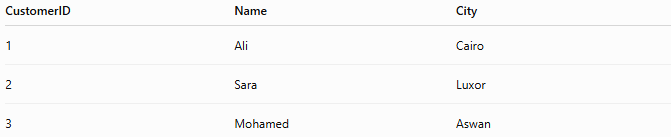 CustomerID Name City
1 Ali Cairo
2 Sara Luxor
3 Mohamed Aswan